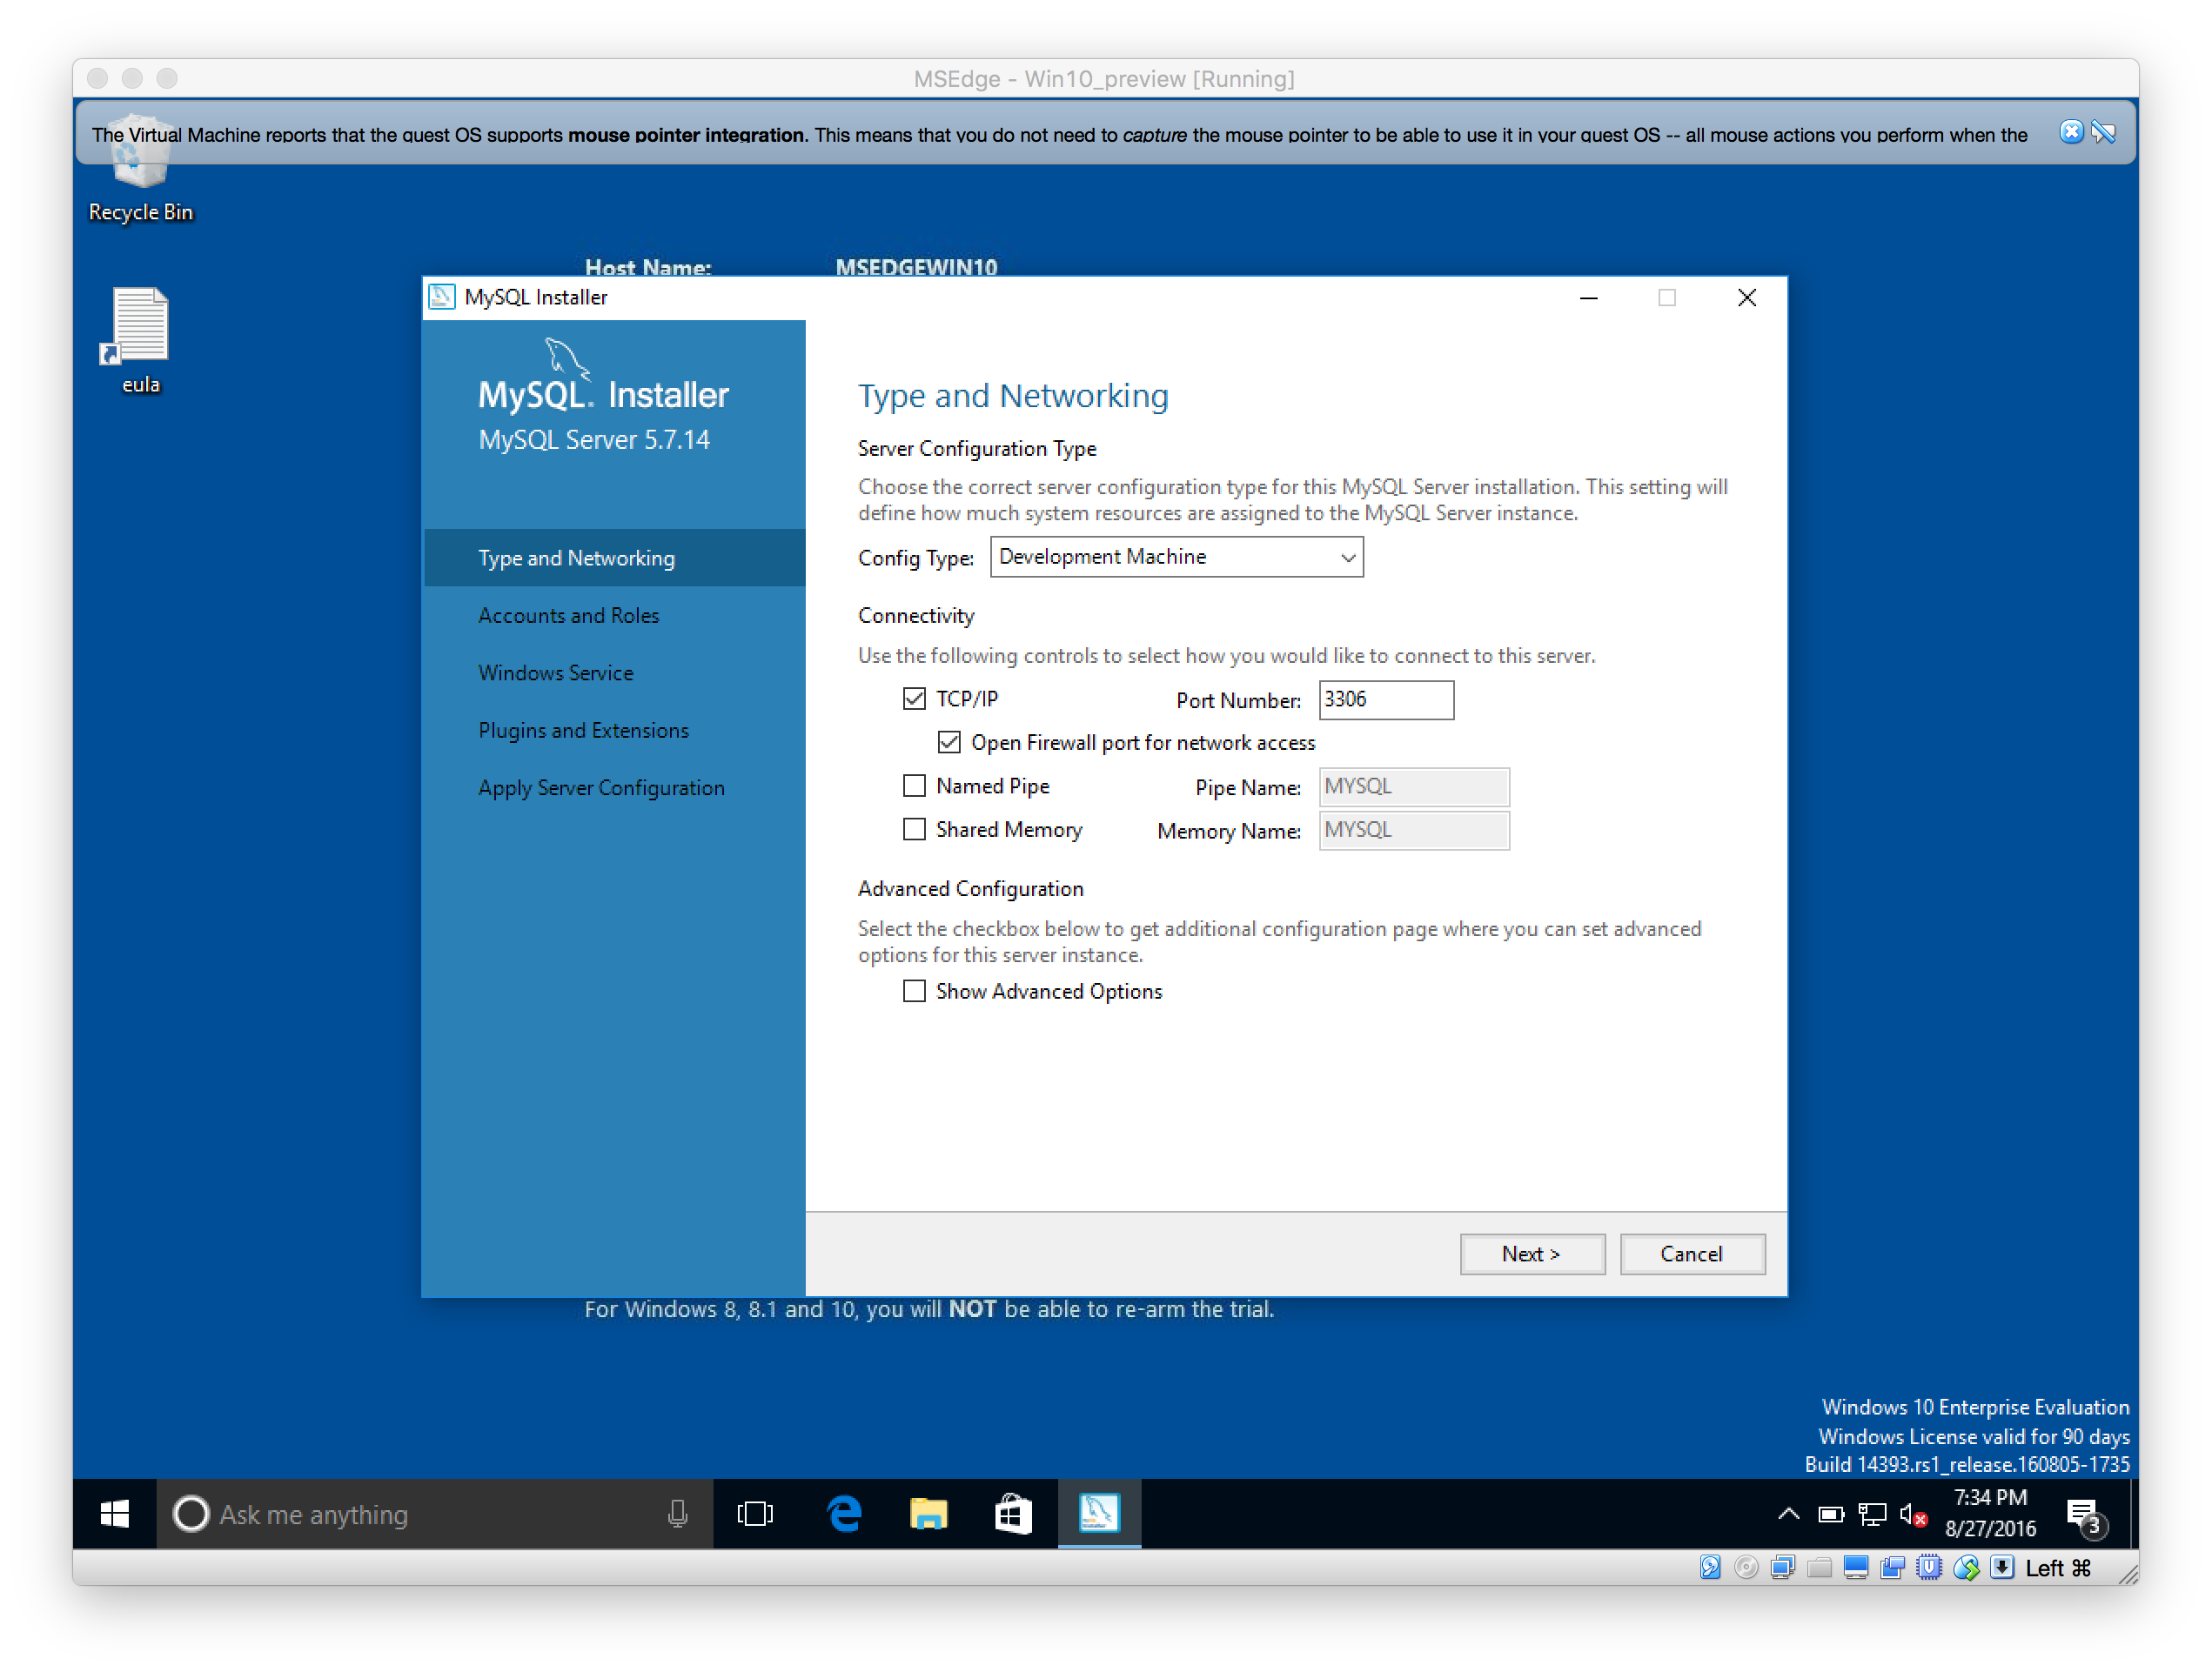 MSEdge - Win10_preview [Running]
The Virtual Machine reports that the guest OS supports mouse pointer integration. This means that you do not need to capture the mouse pointer to be able to use it in your guest OS -- all mouse actions you perform when the
Recycle Bin
eula
Host Name: MSEDGEWIN10
MySQL Installer
MySQL. Installer
MySQL Server 5.7.14
Type and Networking
Accounts and Roles
Windows Service
Plugins and Extensions
Apply Server Configuration
Type and Networking
Server Configuration Type
Choose the correct server configuration type for this MySQL Server installation. This setting will
define how much system resources are assigned to the MySQL Server instance.
Config Type: Development Machine
Connectivity
Use the following controls to select how you would like to connect to this server.
TCP/IP Port Number: 3306
Open Firewall port for network access
Named Pipe Pipe Name: MYSQL
Shared Memory Memory Name: MYSQL
Advanced Configuration
Select the checkbox below to get additional configuration page where you can set advanced
options for this server instance.
Show Advanced Options
Next > Cancel
For Windows 8, 8.1 and 10, you will NOT be able to re-arm the trial.
Windows 10 Enterprise Evaluation
Windows License valid for 90 days
Build 14393.rs1_release.160805-1735
Ask me anything
7:34 PM
8/27/2016
3
Left ⌘